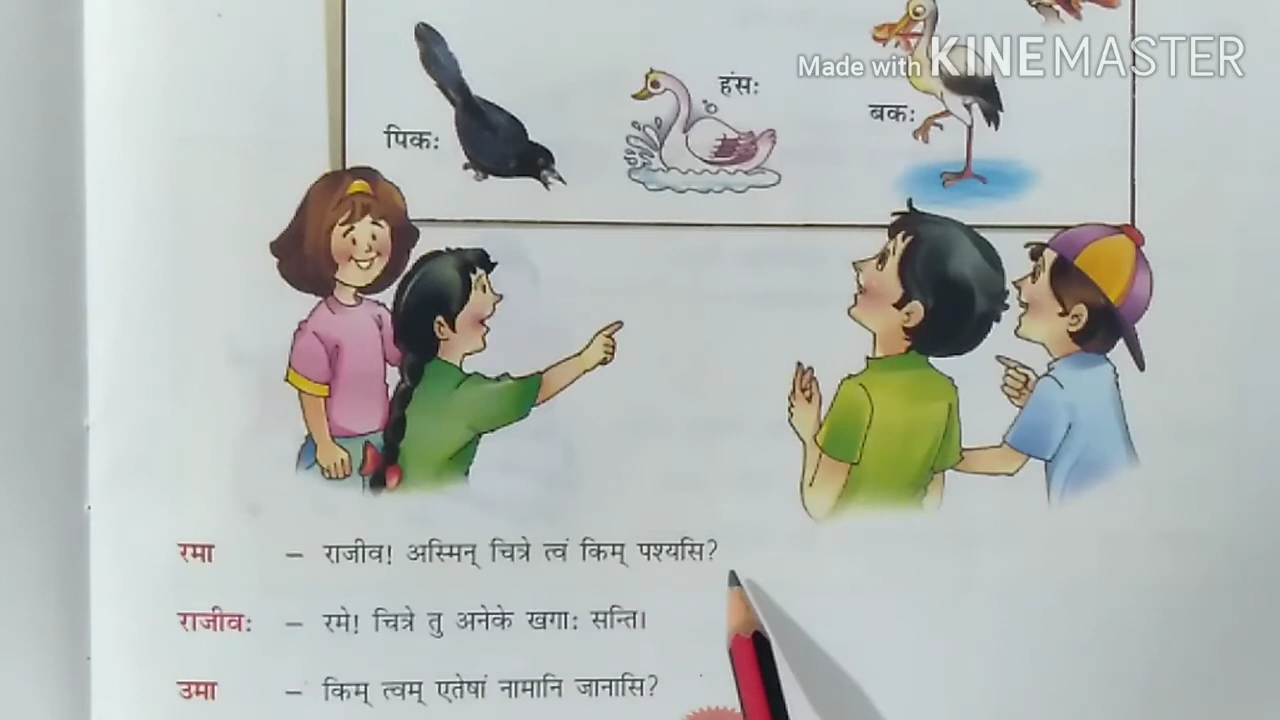 Made with KINEMASTER
हंसः
बकः
पिकः
रमा – राजीव! अस्मिन् चित्रे त्वं किम् पश्यसि?
राजीवः – रमे! चित्रे तु अनेके खगाः सन्ति।
उमा – किम् त्वम् एतेषां नामानि जानासि?